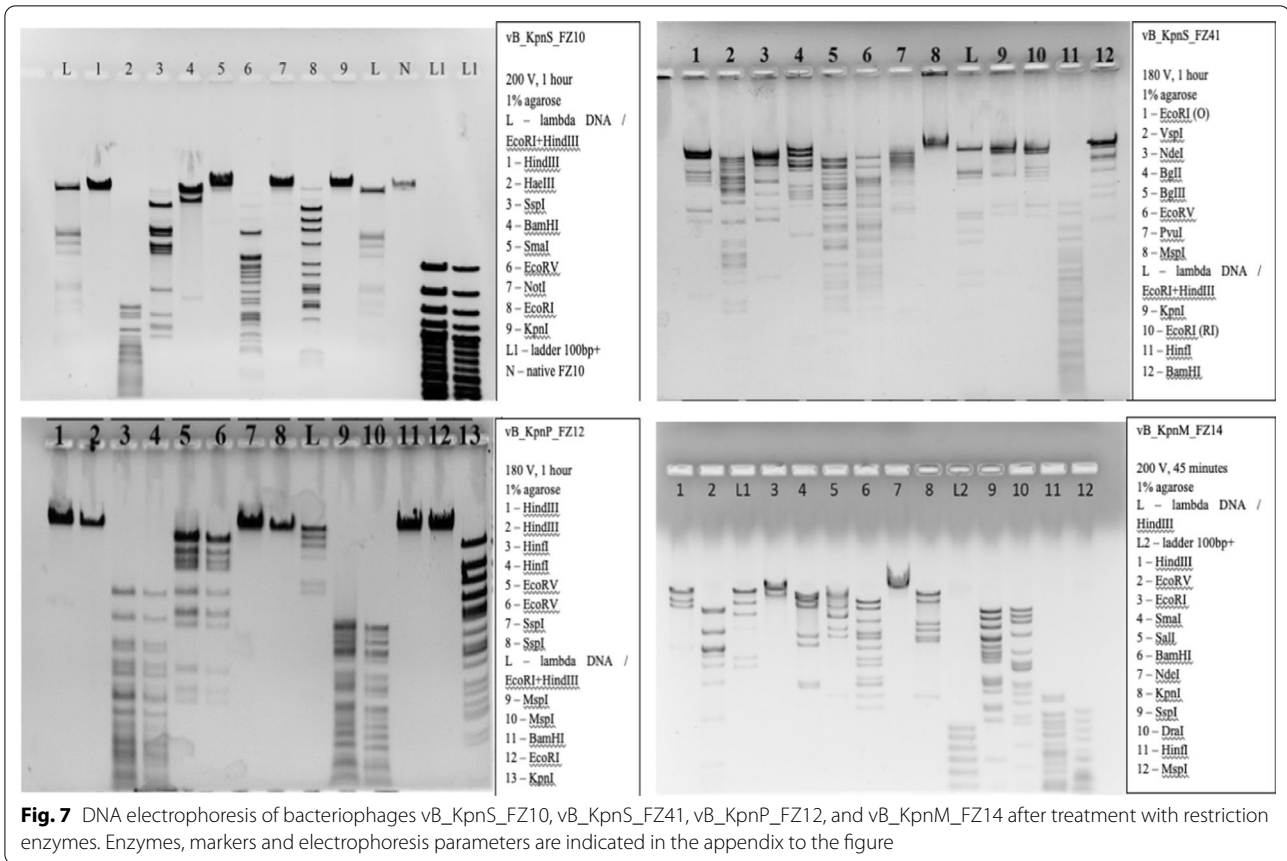 L 1 2 3 4 5 6 7 8 9 L N L1 L1
vB_KpnS_FZ10
200 V, 1 hour
1% agarose
L – lambda DNA /
EcoRI+HindIII
1 – HindIII
2 – HaeIII
3 – SspI
4 – BamHI
5 – SmaI
6 – EcoRV
7 – NotI
8 – EcoRI
9 – KpnI
L1 – ladder 100bp+
N – native FZ10
1 2 3 4 5 6 7 8 L 9 10 11 12
vB_KpnS_FZ41
180 V, 1 hour
1% agarose
1 – EcoRI (O)
2 – VspI
3 – NdeI
4 – BglI
5 – BglII
6 – EcoRV
7 – PvuI
8 – MspI
L – lambda DNA /
EcoRI+HindIII
9 – KpnI
10 – EcoRI (RI)
11 – HinfI
12 – BamHI
1 2 3 4 5 6 7 8 L 9 10 11 12 13
vB_KpnP_FZ12
180 V, 1 hour
1% agarose
1 – HindIII
2 – HindIII
3 – HinfI
4 – HinfI
5 – EcoRV
6 – EcoRV
7 – SspI
8 – SspI
L – lambda DNA /
EcoRI+HindIII
9 – MspI
10 – MspI
11 – BamHI
12 – EcoRI
13 – KpnI
1 2 L1 3 4 5 6 7 8 L2 9 10 11 12
vB_KpnM_FZ14
200 V, 45 minutes
1% agarose
L – lambda DNA /
HindIII
L2 – ladder 100bp+
1 – HindIII
2 – EcoRV
3 – EcoRI
4 – SmaI
5 – SalI
6 – BamHI
7 – NdeI
8 – KpnI
9 – SspI
10 – DraI
11 – HinfI
12 – MspI
Fig. 7 DNA electrophoresis of bacteriophages vB_KpnS_FZ10, vB_KpnS_FZ41, vB_KpnP_FZ12, and vB_KpnM_FZ14 after treatment with restriction
enzymes. Enzymes, markers and electrophoresis parameters are indicated in the appendix to the figure